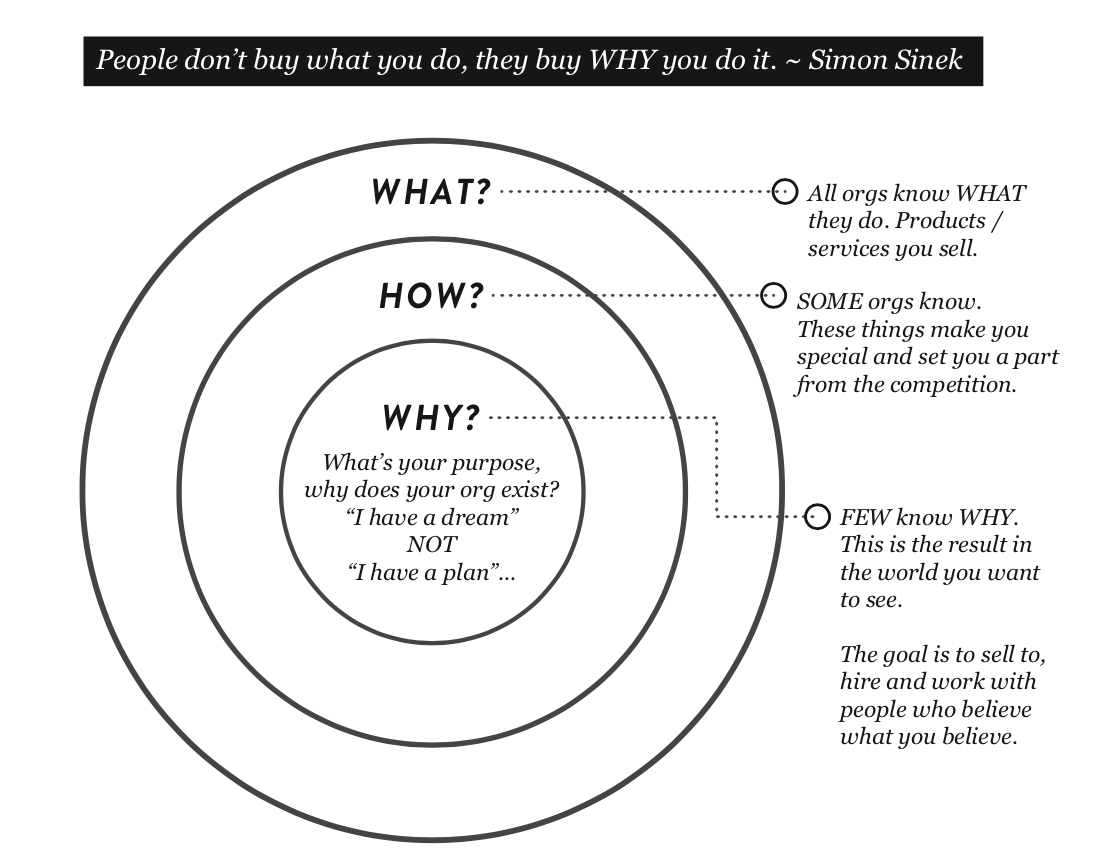 People don’t buy what you do, they buy WHY you do it. ~ Simon Sinek
WHAT?
All orgs know WHAT
they do. Products /
services you sell.
HOW?
SOME orgs know.
These things make you
special and set you a part
from the competition.
WHY?
What’s your purpose,
why does your org exist?
“I have a dream”
NOT
“I have a plan”...
FEW know WHY.
This is the result in
the world you want
to see.
The goal is to sell to,
hire and work with
people who believe
what you believe.